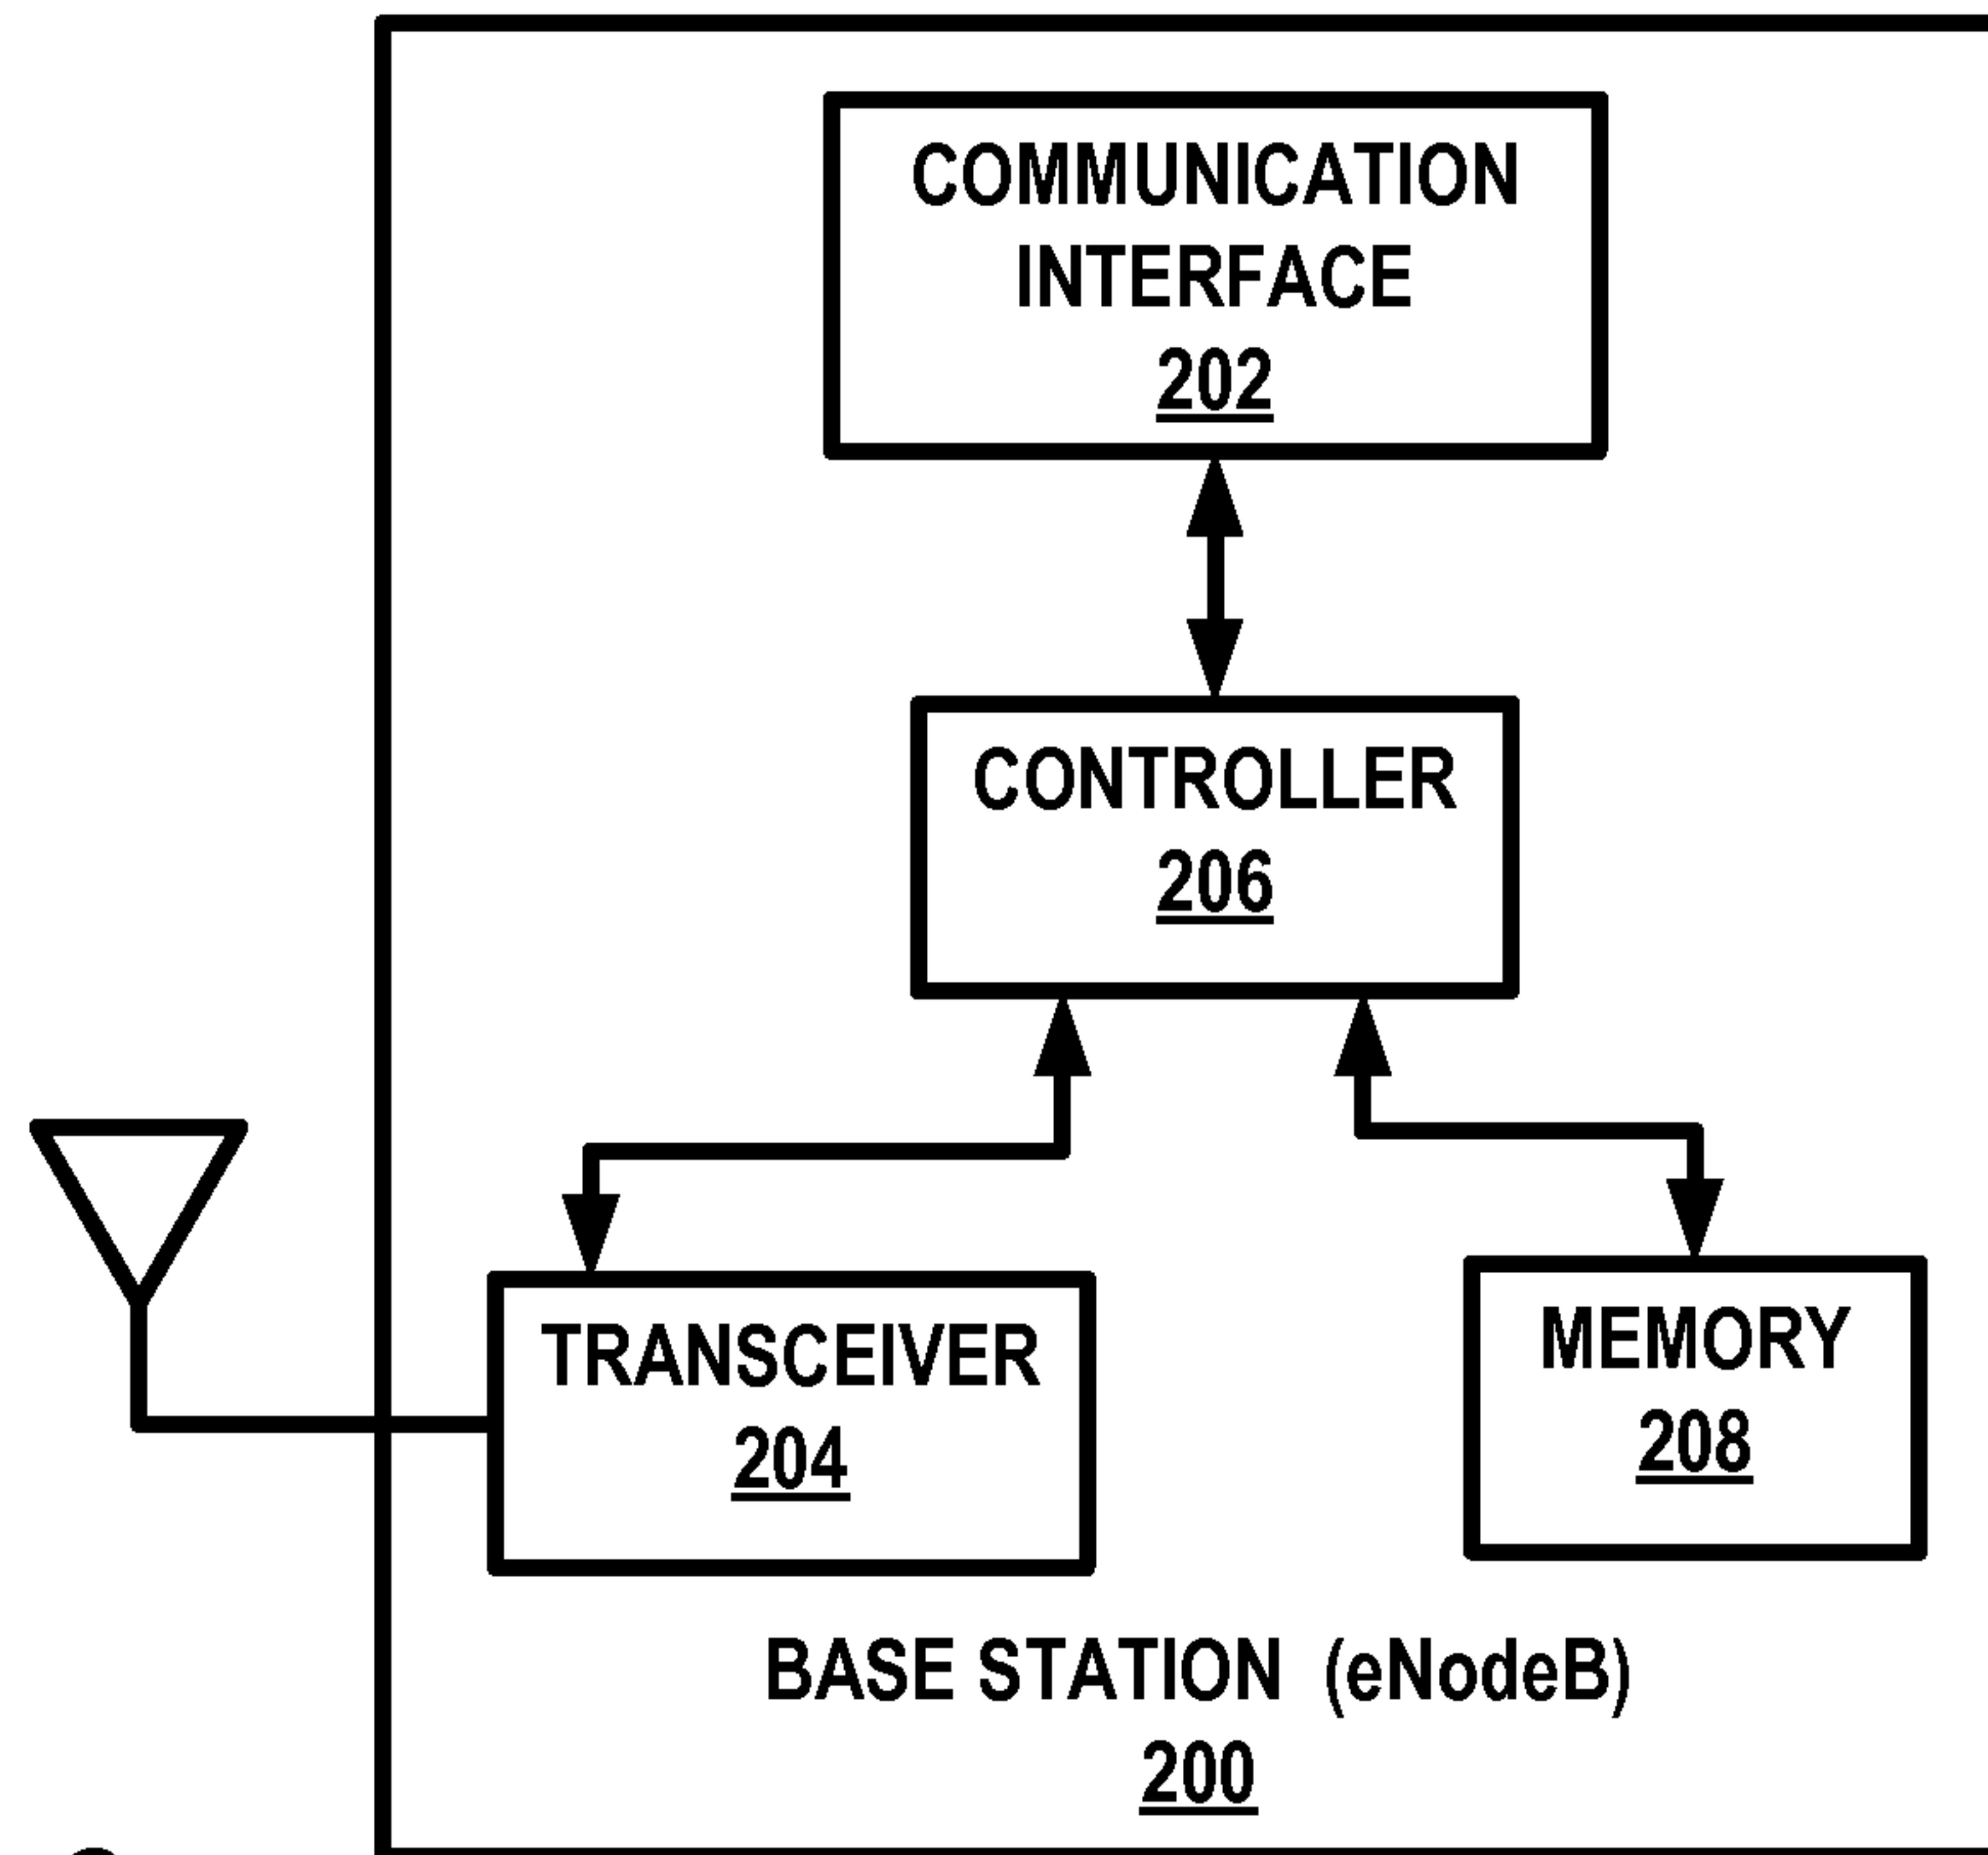 COMMUNICATION
INTERFACE
202
CONTROLLER
206
TRANSCEIVER
204
MEMORY
208
BASE STATION (eNodeB)
200